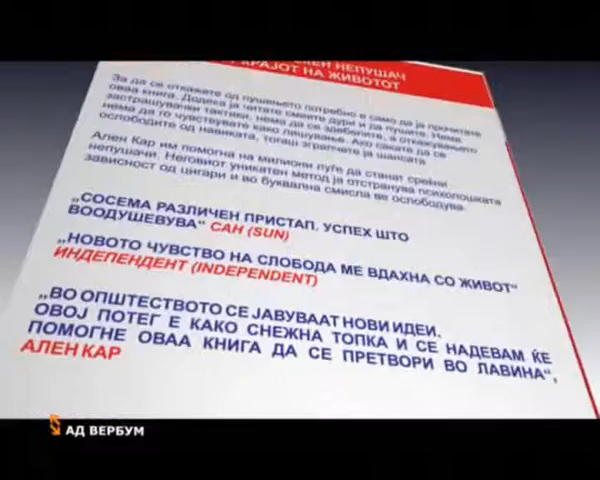 НЕПУШАЧ
КРАЈОТ НА ЖИВОТОТ
За да се откажете од пушењето потребно е само да ја прочитате
оваа книга. Додека ја читате смеете дури и да пушите. Нема
застрашувачки тактики, нема да се здебелите, а откажувањето
нема да го чувствувате како лишување. Ако сакате да се
ослободите од навиката, тогаш зграпчете ја шансата.
Ален Кар им помогна на милиони луѓе да станат среќни
непушачи. Неговиот уникатен метод ја отстранува психолошката
зависност од цигари и во буквална смисла ве ослободува.
„СОСЕМА РАЗЛИЧЕН ПРИСТАП. УСПЕХ ШТО
ВООДУШЕВУВА“ САН (SUN)
„НОВОТО ЧУВСТВО НА СЛОБОДА МЕ ВДАХНА СО ЖИВОТ“
ИНДЕПЕНДЕНТ (INDEPENDENT)
„ВО ОПШТЕСТВОТО СЕ ЈАВУВААТ НОВИ ИДЕИ.
ОВОЈ ПОТЕГ Е КАКО СНЕЖНА ТОПКА И СЕ НАДЕВАМ ЌЕ
ПОМОГНЕ ОВАА КНИГА ДА СЕ ПРЕТВОРИ ВО ЛАВИНА“,
АЛЕН КАР
АД ВЕРБУМ